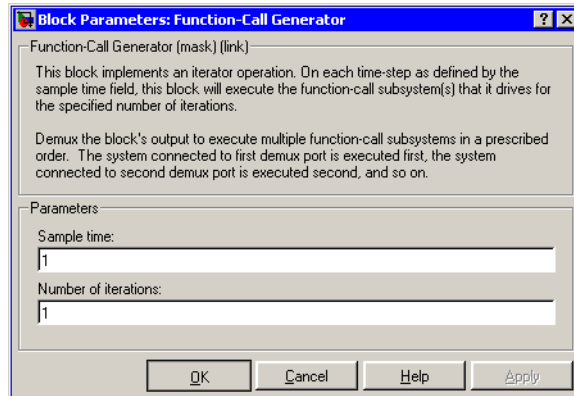 Block Parameters: Function-Call Generator
Function-Call Generator (mask) (link)
This block implements an iterator operation. On each time-step as defined by the
sample time field, this block will execute the function-call subsystem(s) that it drives for
the specified number of iterations.
Demux the block's output to execute multiple function-call subsystems in a prescribed
order. The system connected to first demux port is executed first, the system
connected to second demux port is executed second, and so on.
Parameters
Sample time:
1
Number of iterations:
1
OK Cancel Help Apply